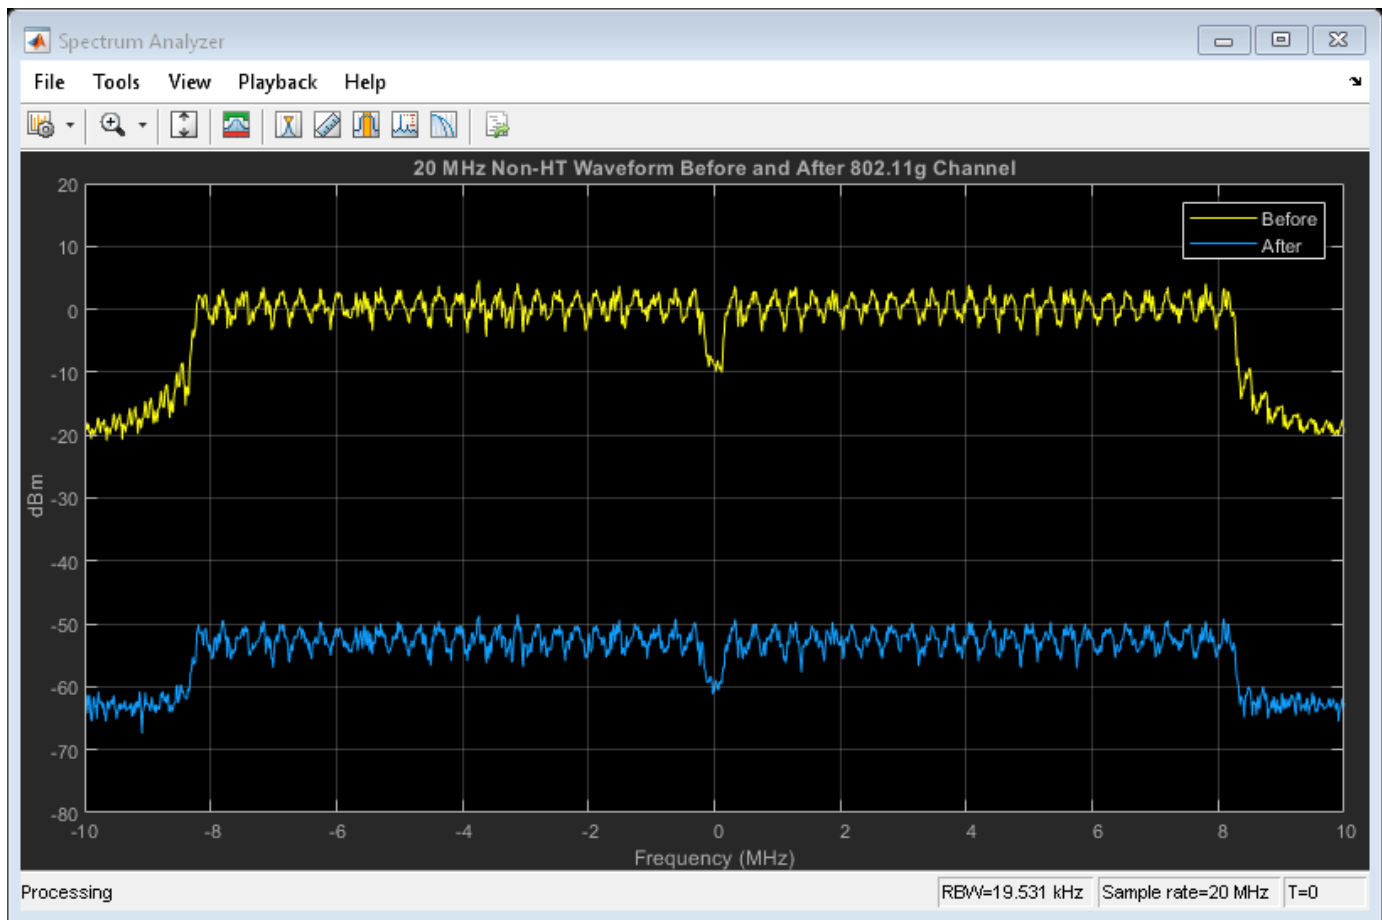 Spectrum Analyzer
File Tools View Playback Help
20 MHz Non-HT Waveform Before and After 802.11g Channel
Before
After
20
10
0
-10
-20
-30
-40
-50
-60
-70
-80
dBm
-10 -8 -6 -4 -2 0 2 4 6 8 10
Frequency (MHz)
Processing RBW=19.531 kHz Sample rate=20 MHz T=0